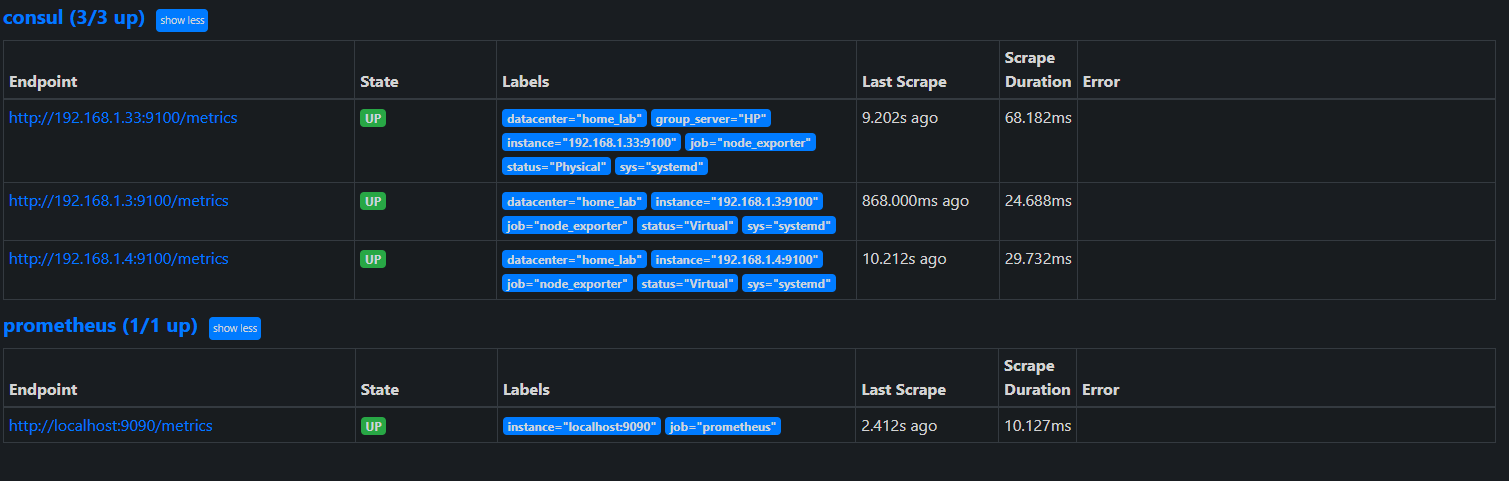 consul (3/3 up) show less
Scrape
Endpoint State Labels Last Scrape Duration Error
http://192.168.1.33:9100/metrics UP datacenter="home_lab" group_server="HP" 9.202s ago 68.182ms
instance="192.168.1.33:9100" job="node_exporter"
status="Physical" sys="systemd"
http://192.168.1.3:9100/metrics UP datacenter="home_lab" instance="192.168.1.3:9100" 868.000ms ago 24.688ms
job="node_exporter" status="Virtual" sys="systemd"
http://192.168.1.4:9100/metrics UP datacenter="home_lab" instance="192.168.1.4:9100" 10.212s ago 29.732ms
job="node_exporter" status="Virtual" sys="systemd"
prometheus (1/1 up) show less
Scrape
Endpoint State Labels Last Scrape Duration Error
http://localhost:9090/metrics UP instance="localhost:9090" job="prometheus" 2.412s ago 10.127ms